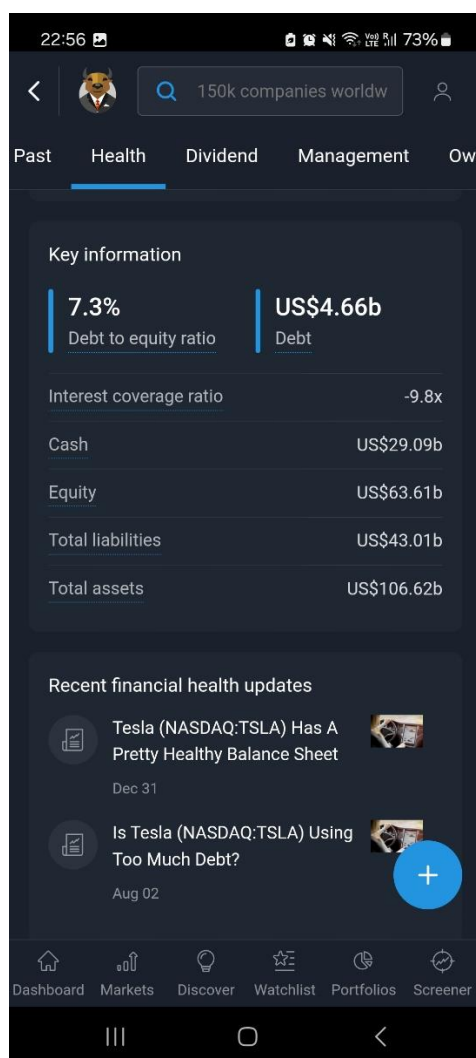 22:56
Voo)
LTE
R
73%
150k companies worldw
Past Health Dividend Management Ow
Key information
7.3%
Debt to equity ratio
US$4.66b
Debt
Interest coverage ratio -9.8x
Cash US$29.09b
Equity US$63.61b
Total liabilities US$43.01b
Total assets US$106.62b
Recent financial health updates
Tesla (NASDAQ:TSLA) Has A
Pretty Healthy Balance Sheet
Dec 31
Is Tesla (NASDAQ:TSLA) Using
Too Much Debt?
Aug 02
Dashboard Markets Discover Watchlist Portfolios Screener